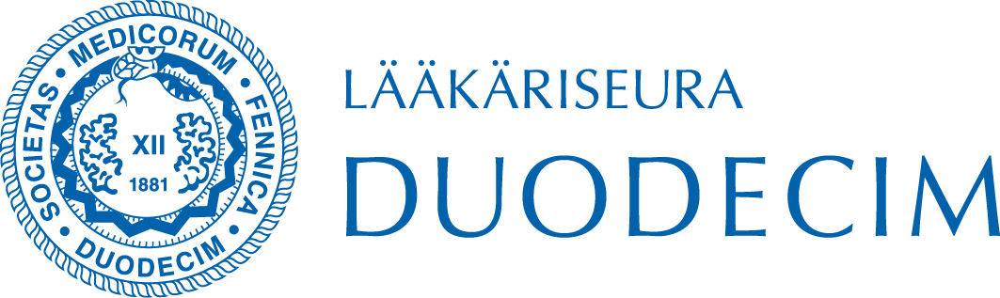 SOCIETAS • MEDICORUM • FENNICA • DUODECIM •
XII
1881
LÄÄKÄRISEURA
DUODECIM